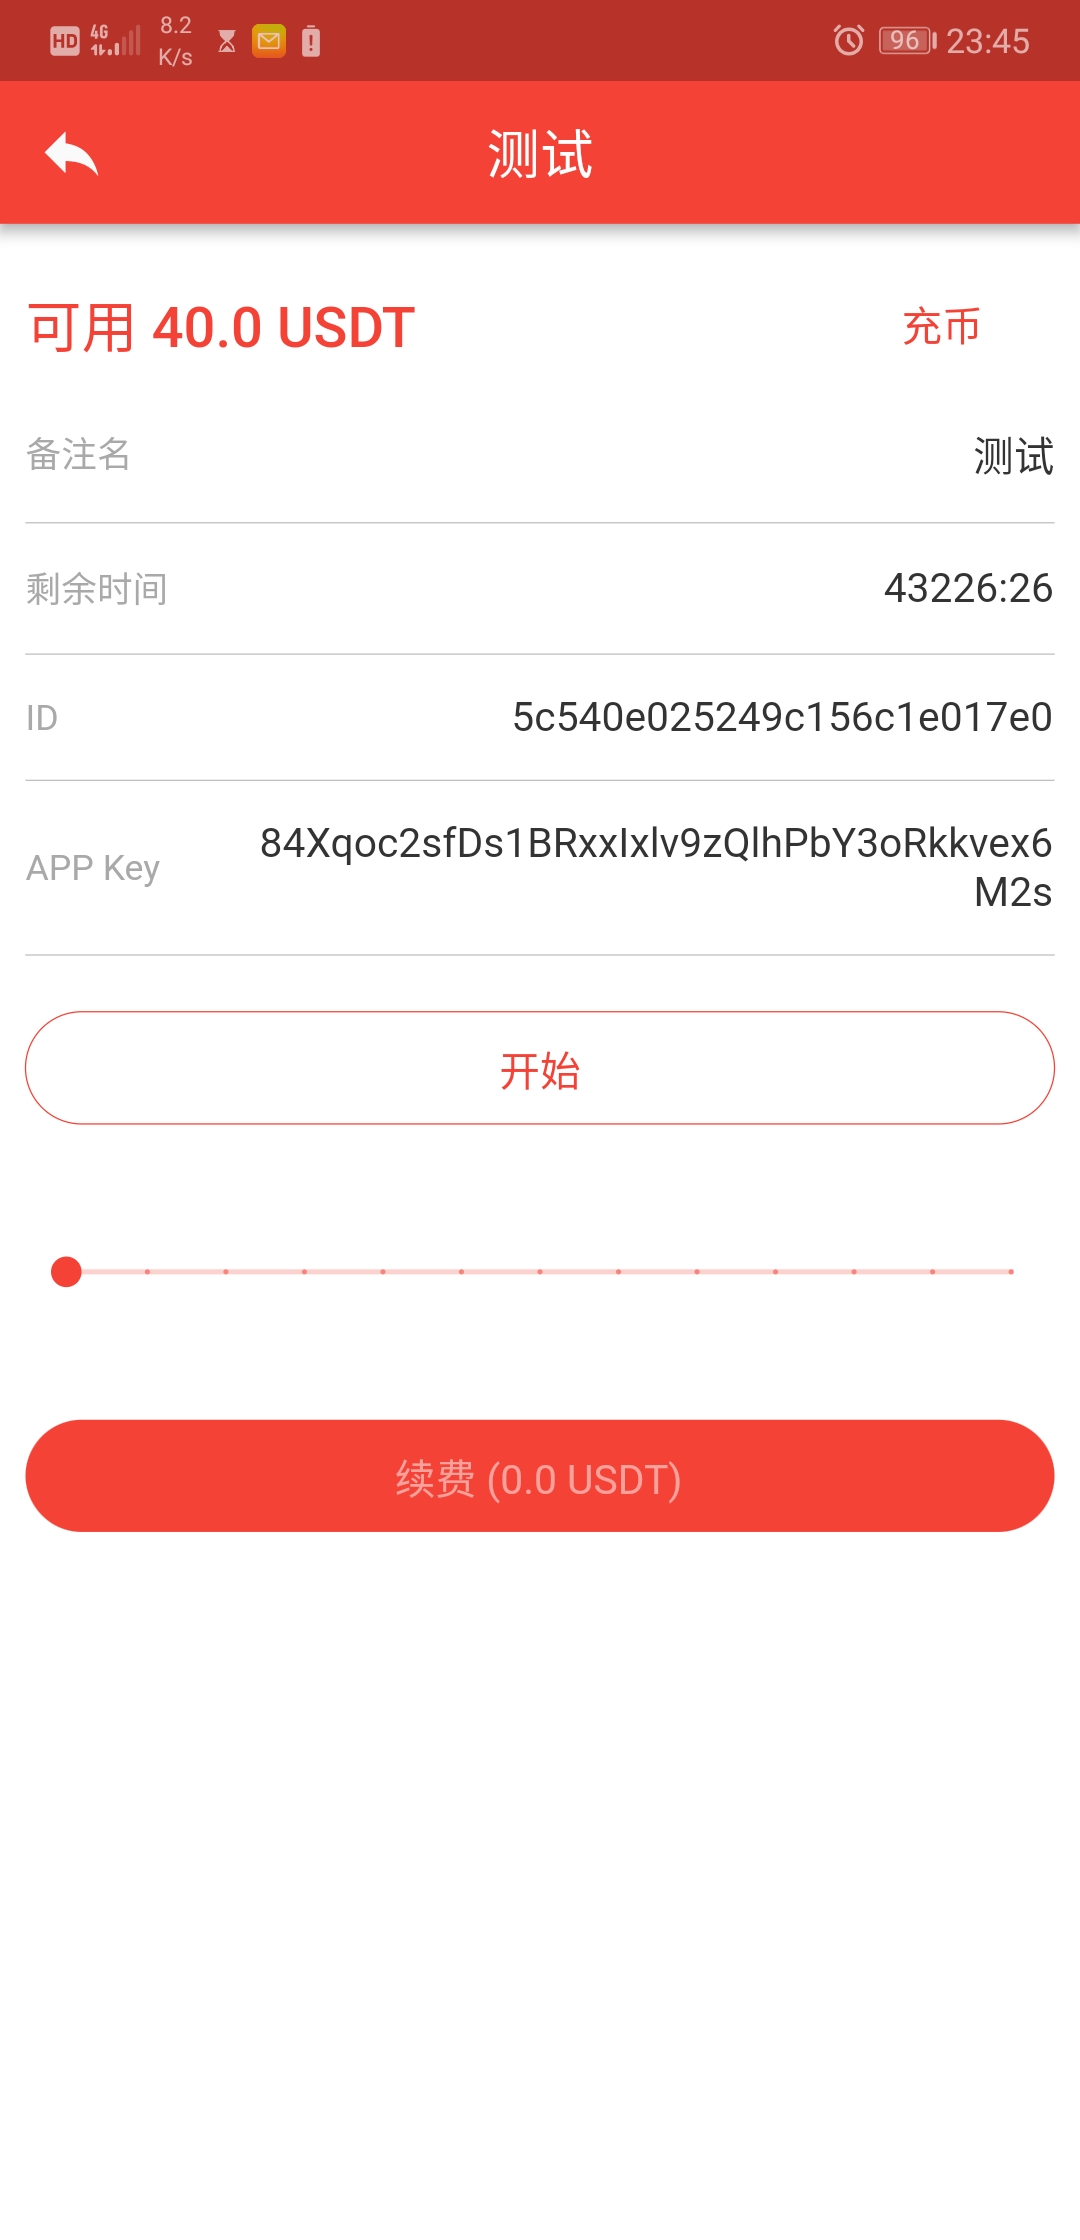 HD 4G 8.2 K/s 96 23:45
测试
可用 40.0 USDT 充币
备注名 测试
剩余时间 43226:26
ID 5c540e025249c156c1e017e0
APP Key 84Xqoc2sfDs1BRxxIxlv9zQlhPbY3oRkkvex6
M2s
开始
续费 (0.0 USDT)